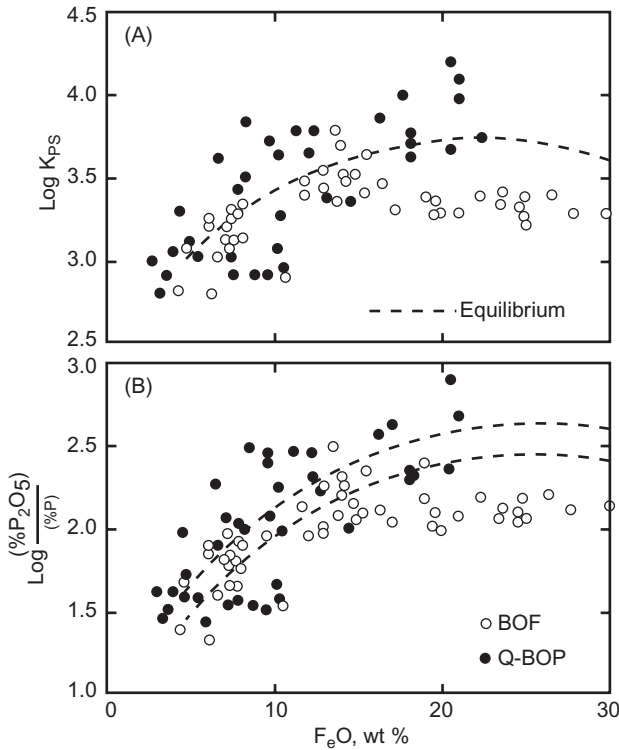 (A)
4.5
4.0
3.5
3.0
2.5
Log KPS
Equilibrium
(B)
3.0
2.5
2.0
1.5
1.0
Log (%P2O5)
(%P)
BOF
Q-BOP
0 10 20 30
FeO, wt %